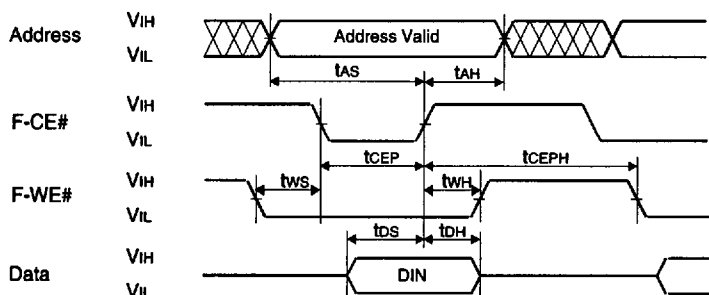 Address VIH Address Valid
VIL
tAS tAH
F-CE# VIH
VIL
tCEP tCEPH
F-WE# VIH tWS tWH
VIL
tDS tDH
Data VIH DIN
VIL